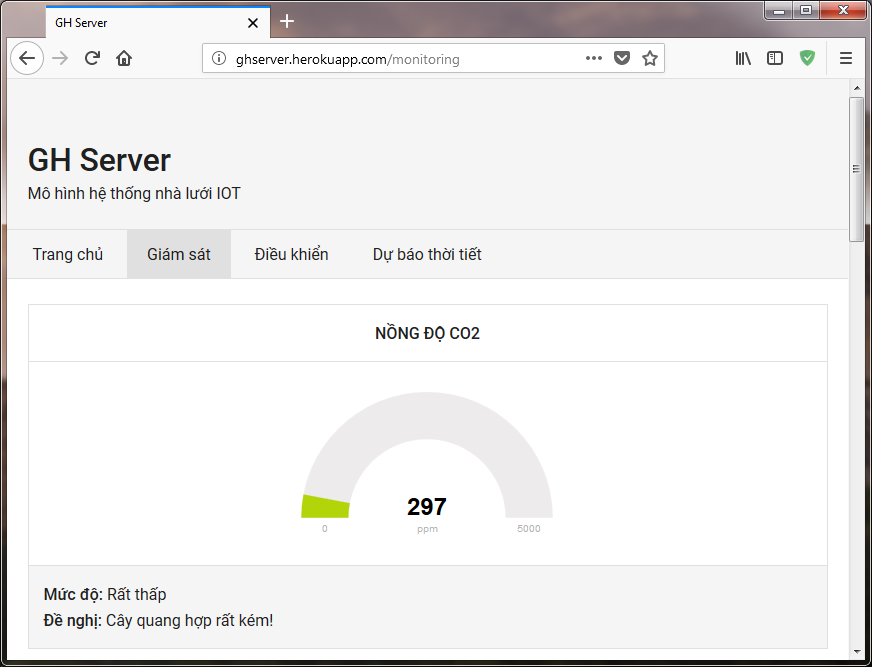 GH Server
ghserver.herokuapp.com/monitoring
GH Server
Mô hình hệ thống nhà lưới IOT
Trang chủ Giám sát Điều khiển Dự báo thời tiết
NỒNG ĐỘ CO2
297
0 ppm 5000
Mức độ: Rất thấp
Đề nghị: Cây quang hợp rất kém!